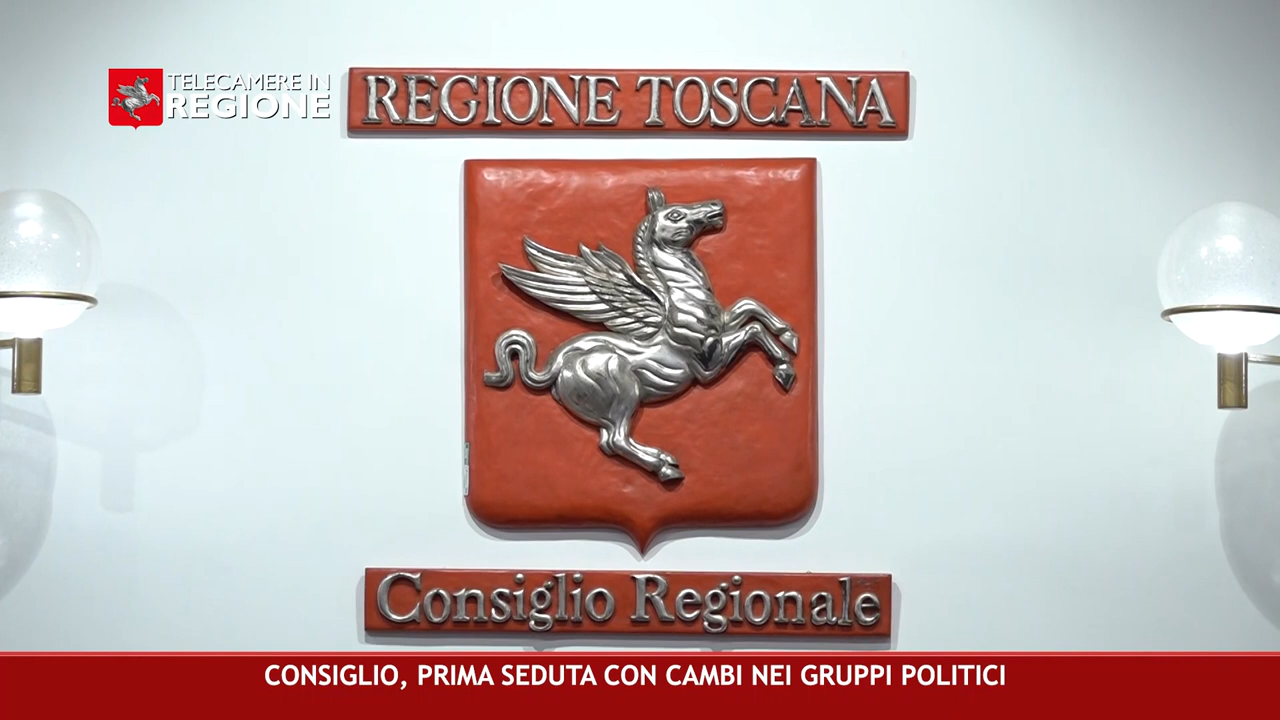 TELECAMERE IN
REGIONE
REGIONE TOSCANA
Consiglio Regionale
CONSIGLIO, PRIMA SEDUTA CON CAMBI NEI GRUPPI POLITICI